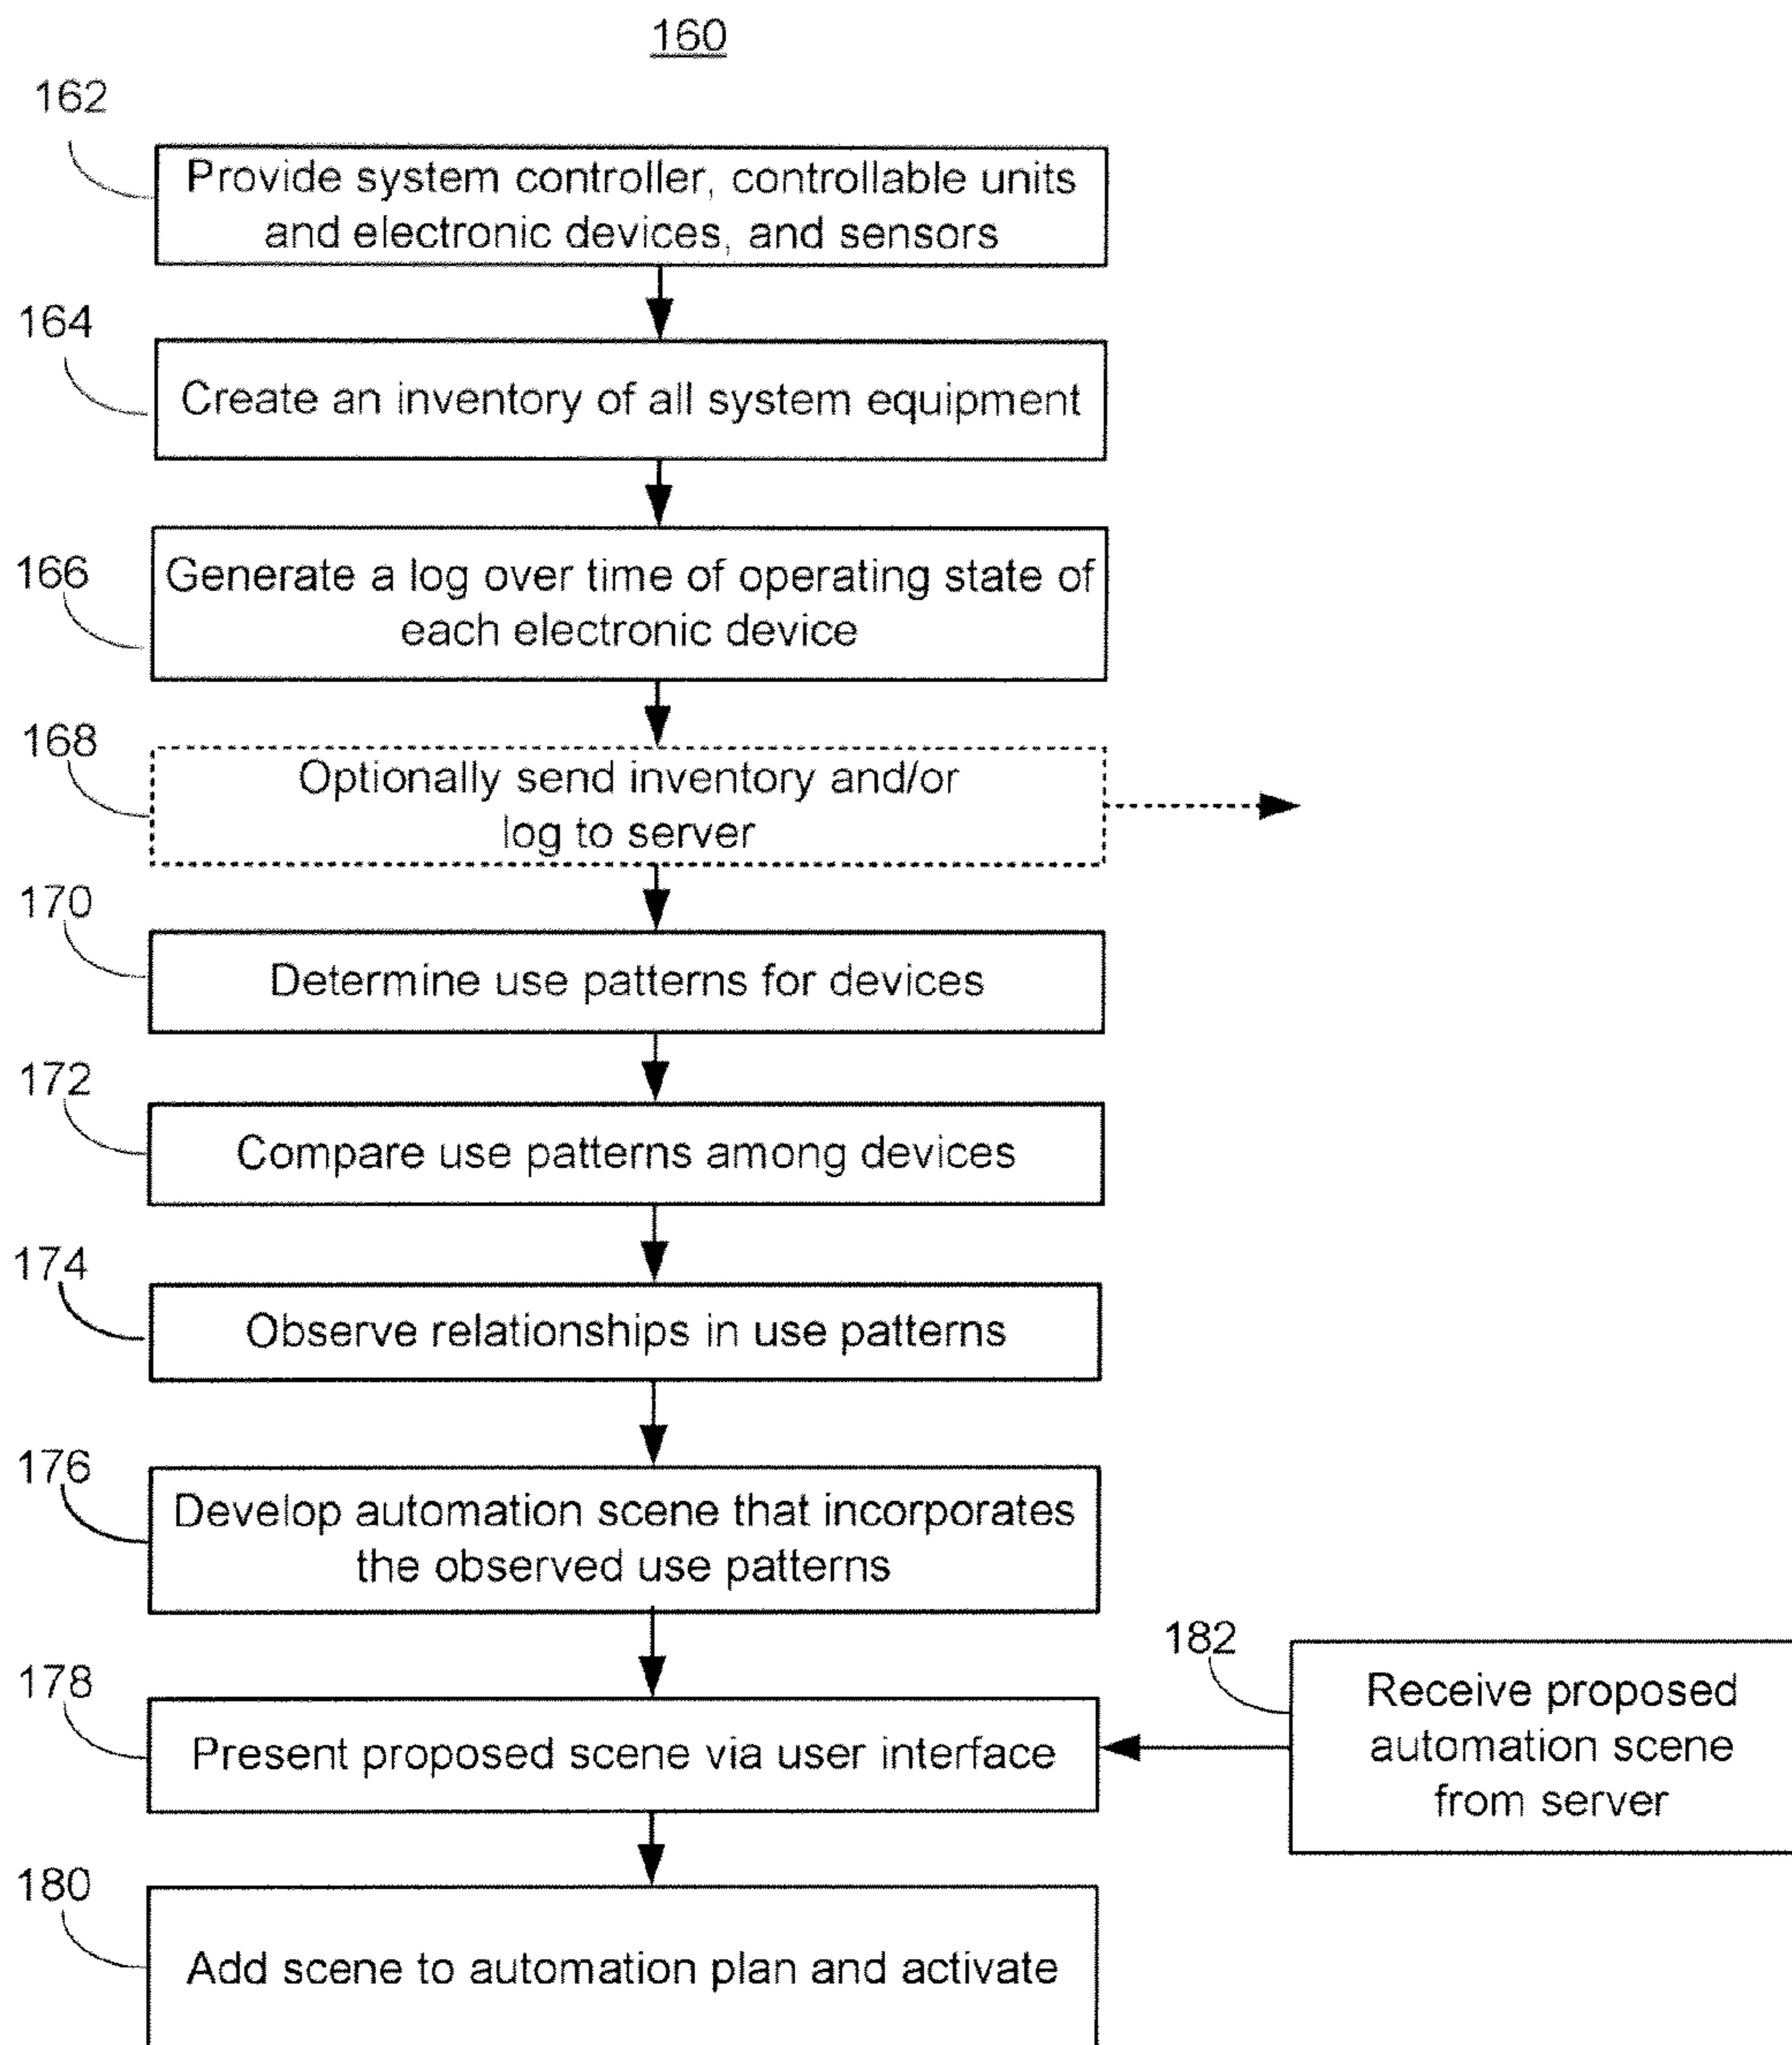 160
162
Provide system controller, controllable units
and electronic devices, and sensors
164
Create an inventory of all system equipment
166
Generate a log over time of operating state of
each electronic device
168
Optionally send inventory and/or
log to server
170
Determine use patterns for devices
172
Compare use patterns among devices
174
Observe relationships in use patterns
176
Develop automation scene that incorporates
the observed use patterns
178
Present proposed scene via user interface
182
Receive proposed
automation scene
from server
180
Add scene to automation plan and activate